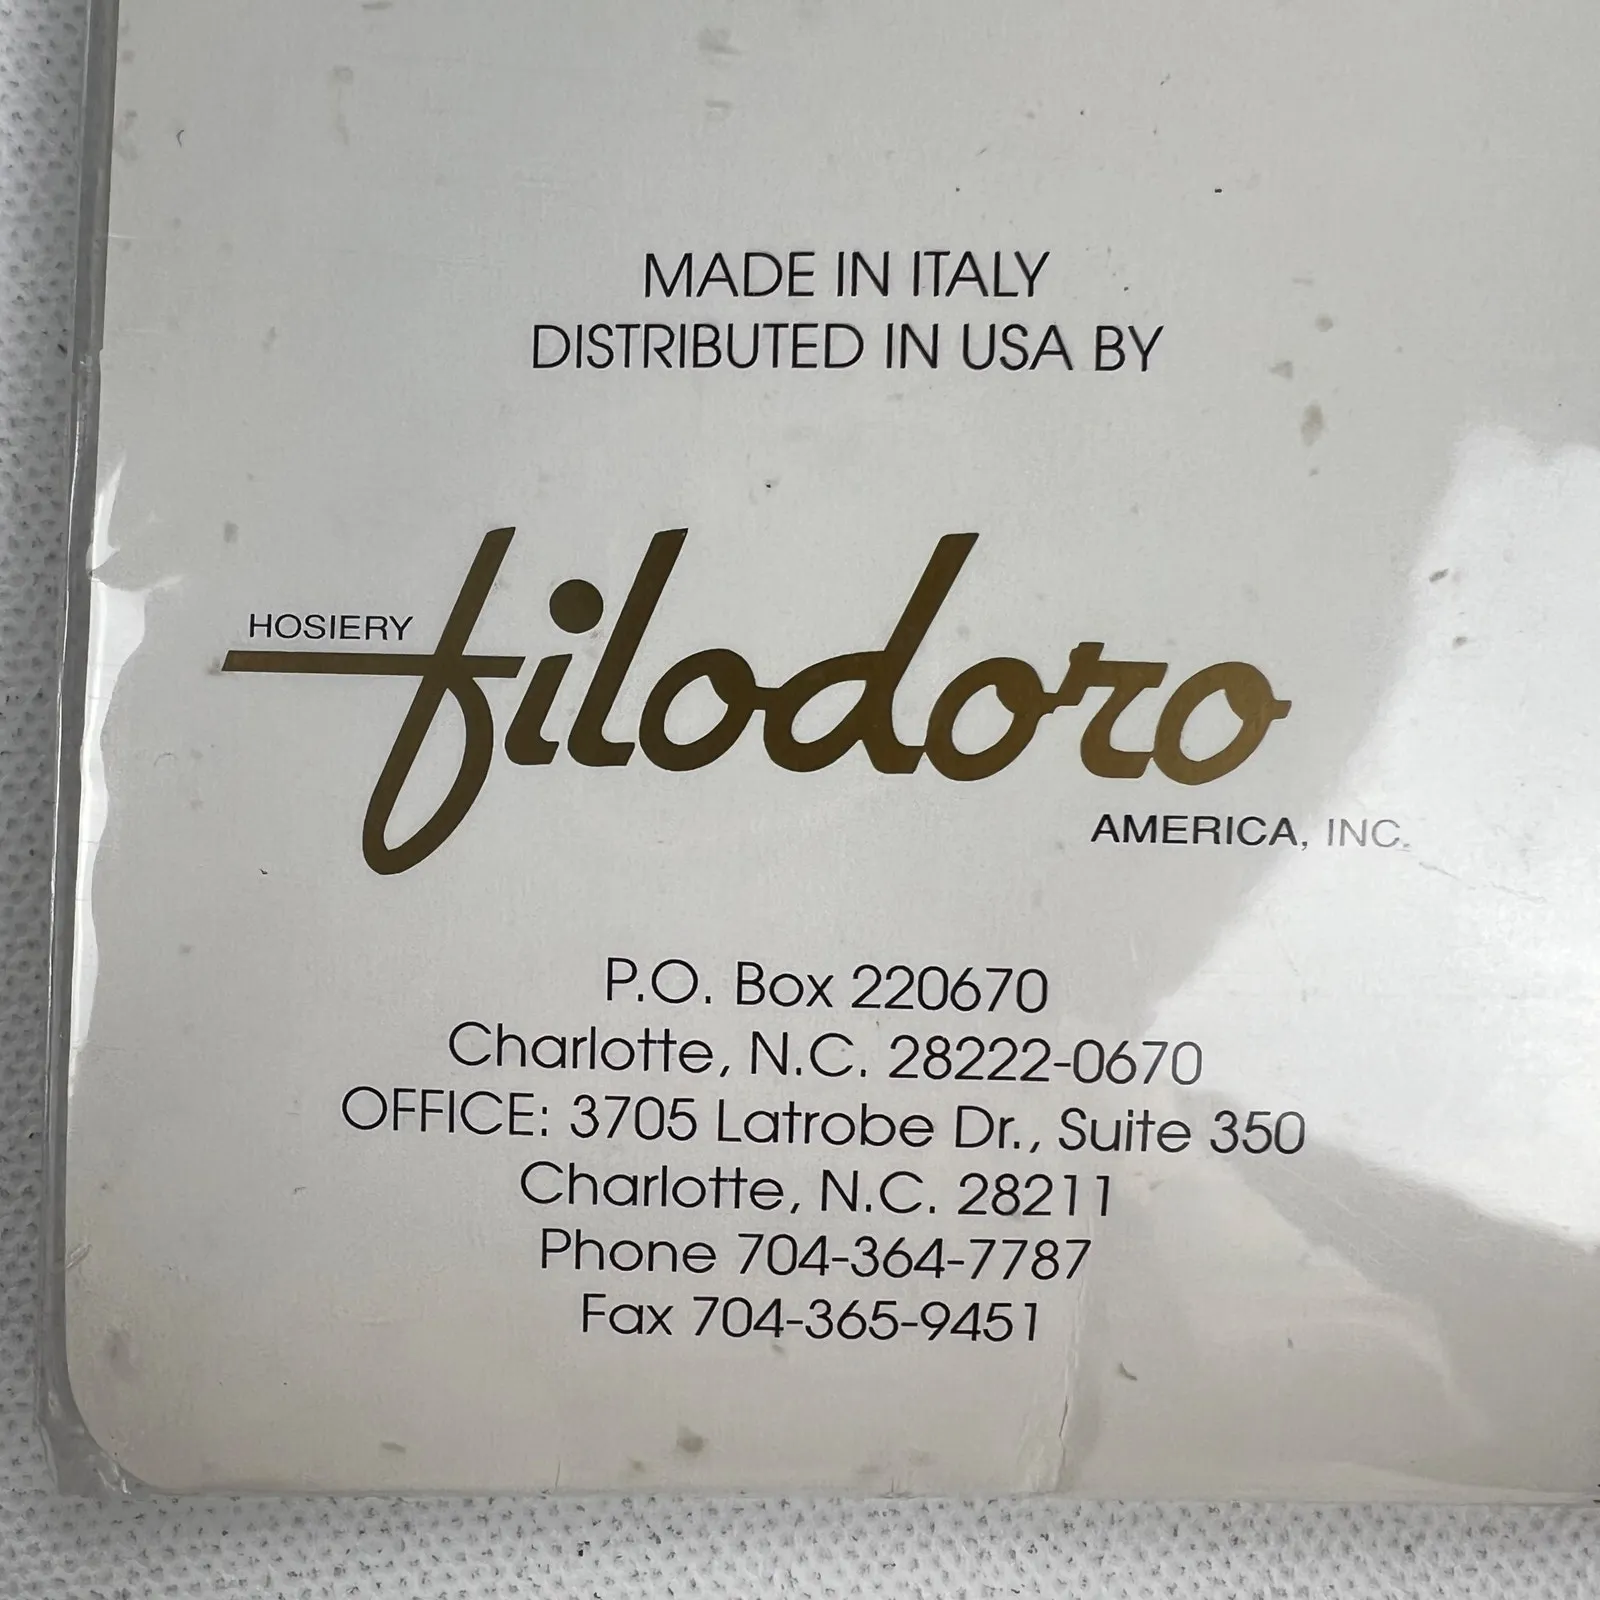 MADE IN ITALY
DISTRIBUTED IN USA BY
HOSIERY
filodoro
AMERICA, INC.
P.O. Box 220670
Charlotte, N.C. 28222-0670
OFFICE: 3705 Latrobe Dr., Suite 350
Charlotte, N.C. 28211
Phone 704-364-7787
Fax 704-365-9451